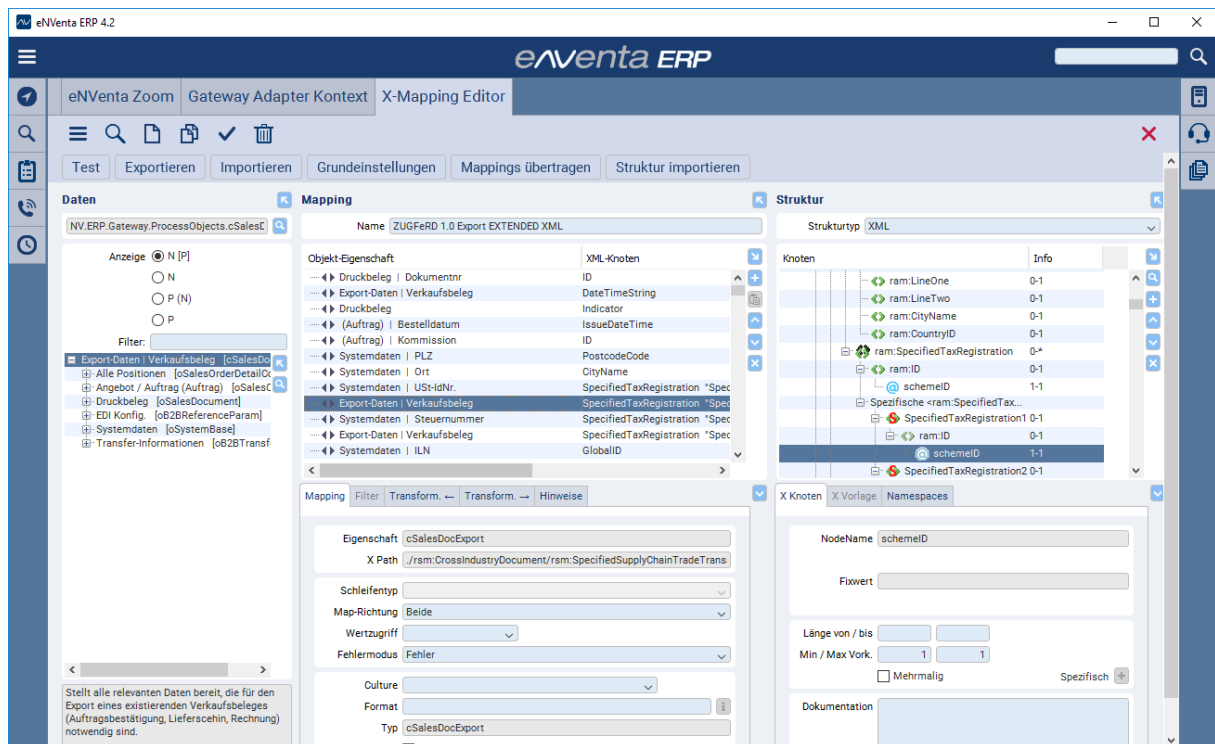 eNVenta ERP 4.2
eNVenta ERP
eNVenta Zoom Gateway Adapter Kontext X-Mapping Editor
Test Exportieren Importieren Grundeinstellungen Mappings übertragen Struktur importieren
Daten
NV.ERP.Gateway.ProcessObjects.cSalesD
Anzeige N [P]
N
P (N)
P
Filter:
Export-Daten | Verkaufsbeleg [cSalesDo
Alle Positionen [oSalesOrderDetailCo
Angebot / Auftrag (Auftrag) [oSalesC
Druckbeleg [oSalesDocument]
EDI Konfig. [oB2BReferenceParam]
Systemdaten [oSystemBase]
Transfer-Informationen [oB2BTransf
Stellt alle relevanten Daten bereit, die für den
Export eines existierenden Verkaufsbeleges
(Auftragsbestätigung, Lieferscehin, Rechnung)
notwendig sind.
Mapping
Name ZUGFeRD 1.0 Export EXTENDED XML
Objekt-Eigenschaft XML-Knoten
Druckbeleg | Dokumentnr ID
Export-Daten | Verkaufsbeleg DateTimeString
Druckbeleg Indicator
(Auftrag) | Bestelldatum IssueDateTime
(Auftrag) | Kommission ID
Systemdaten | PLZ PostcodeCode
Systemdaten | Ort CityName
Systemdaten | USt-IdNr. SpecifiedTaxRegistration "Spec
Export-Daten | Verkaufsbeleg SpecifiedTaxRegistration "Spec
Systemdaten | Steuernummer SpecifiedTaxRegistration "Spec
Export-Daten | Verkaufsbeleg SpecifiedTaxRegistration "Spec
Systemdaten | ILN GlobalID
Mapping Filter Transform. ← Transform. → Hinweise
Eigenschaft cSalesDocExport
X Path ./rsm:CrossIndustryDocument/rsm:SpecifiedSupplyChainTradeTrans
Schleifentyp
Map-Richtung Beide
Wertzugriff
Fehlermodus Fehler
Culture
Format
Typ cSalesDocExport
Struktur
Strukturtyp XML
Knoten Info
ram:LineOne 0-1
ram:LineTwo 0-1
ram:CityName 0-1
ram:CountryID 0-1
ram:SpecifiedTaxRegistration 0-*
ram:ID 0-1
schemeID 1-1
Spezifische <ram:SpecifiedTax...
SpecifiedTaxRegistration1 0-1
ram:ID 0-1
schemeID 1-1
SpecifiedTaxRegistration2 0-1
X Knoten X Vorlage Namespaces
NodeName schemeID
Fixwert
Länge von / bis
Min / Max Vork. 1 1
Mehrmalig Spezifisch
Dokumentation